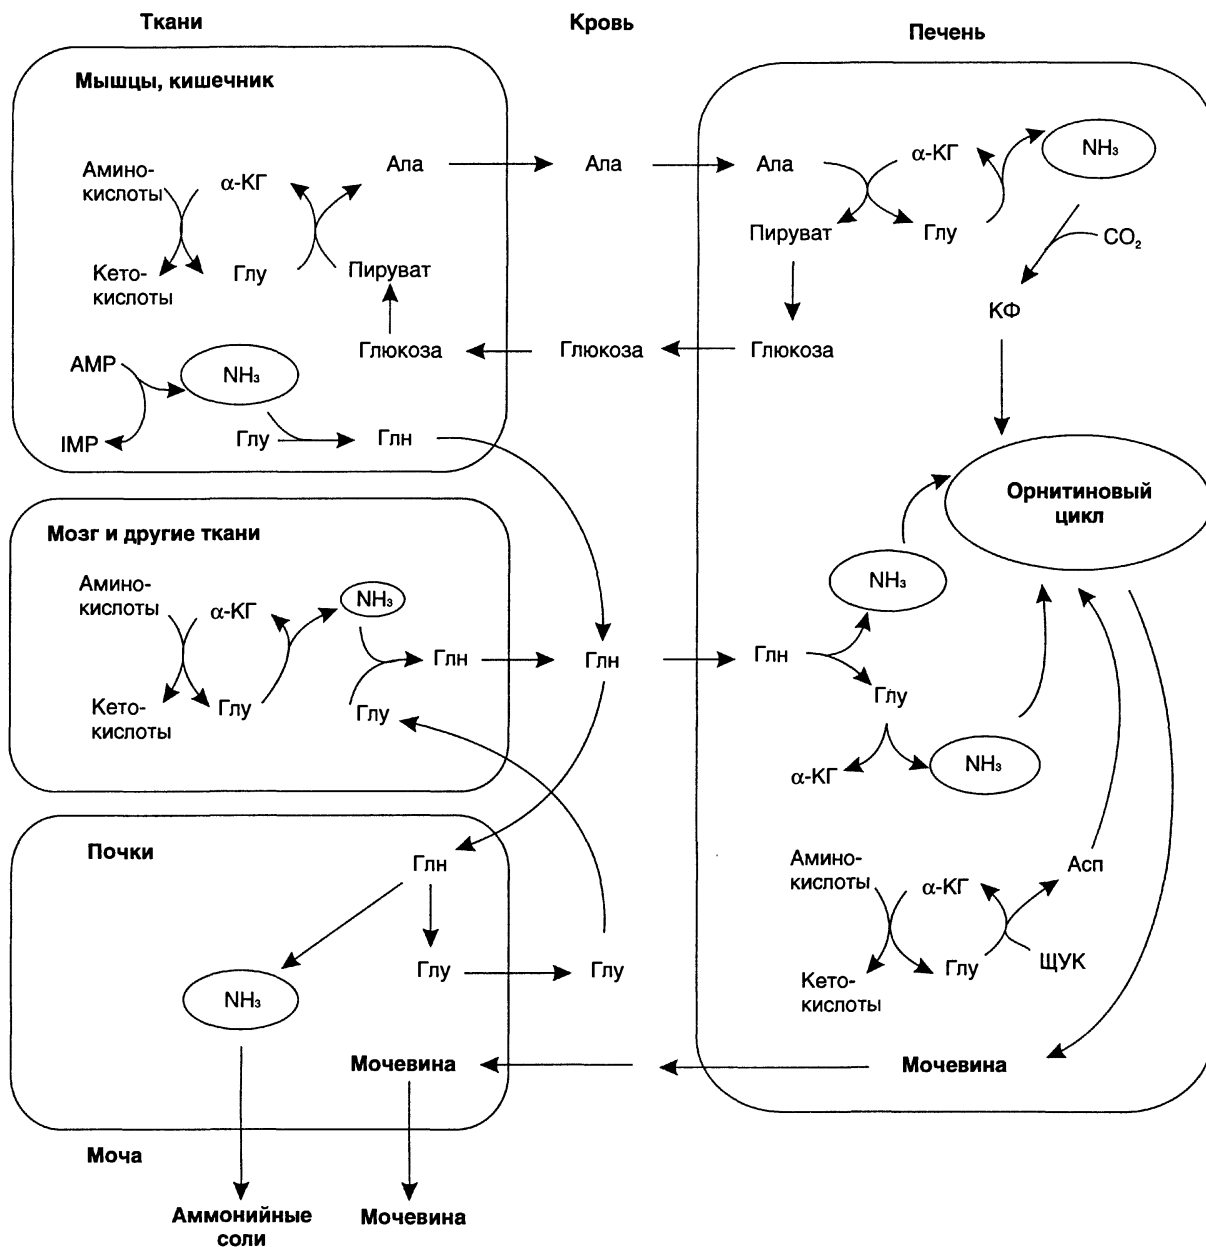 Ткани
Кровь
Печень
Мышцы, кишечник
Амино-
кислоты
α-КГ
Ала
Кето-
кислоты
Глу
Пируват
Глюкоза
AMP
NH₃
IMP
Глу
Глн
Ала
Глюкоза
Ала
α-КГ
NH₃
Пируват
Глу
CO₂
КФ
Глюкоза
Орнитиновый
цикл
Мозг и другие ткани
Амино-
кислоты
α-КГ
NH₃
Глн
Кето-
кислоты
Глу
Глу
Глн
NH₃
Глн
Глу
α-КГ
NH₃
Почки
Глн
Глу
NH₃
Мочевина
Глу
Амино-
кислоты
α-КГ
Асп
Кето-
кислоты
Глу
ЩУК
Мочевина
Моча
Аммонийные
соли
Мочевина